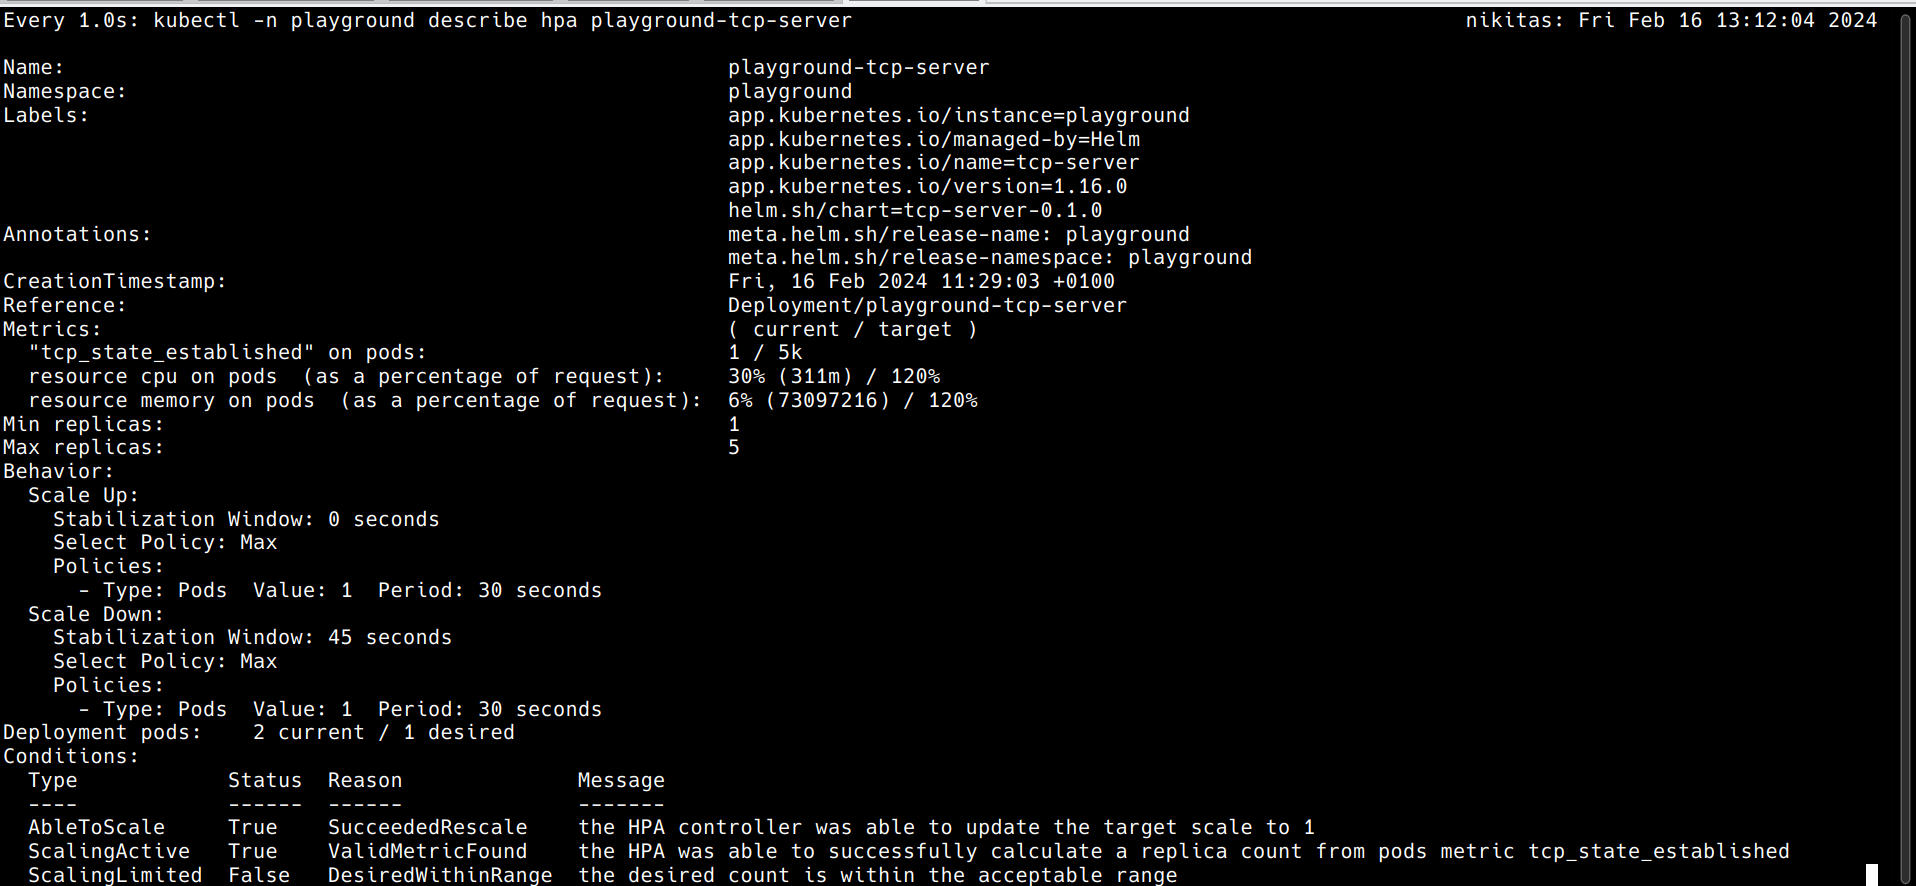 Every 1.0s: kubectl -n playground describe hpa playground-tcp-server                                                 nikitas: Fri Feb 16 13:12:04 2024

Name:                                                     playground-tcp-server
Namespace:                                                playground
Labels:                                                   app.kubernetes.io/instance=playground
                                                          app.kubernetes.io/managed-by=Helm
                                                          app.kubernetes.io/name=tcp-server
                                                          app.kubernetes.io/version=1.16.0
                                                          helm.sh/chart=tcp-server-0.1.0
Annotations:                                              meta.helm.sh/release-name: playground
                                                          meta.helm.sh/release-namespace: playground
CreationTimestamp:                                        Fri, 16 Feb 2024 11:29:03 +0100
Reference:                                                Deployment/playground-tcp-server
Metrics:                                                  ( current / target )
  "tcp_state_established" on pods:                        1 / 5k
  resource cpu on pods  (as a percentage of request):     30% (311m) / 120%
  resource memory on pods  (as a percentage of request):  6% (73097216) / 120%
Min replicas:                                             1
Max replicas:                                             5
Behavior:
  Scale Up:
    Stabilization Window: 0 seconds
    Select Policy: Max
    Policies:
      - Type: Pods  Value: 1  Period: 30 seconds
  Scale Down:
    Stabilization Window: 45 seconds
    Select Policy: Max
    Policies:
      - Type: Pods  Value: 1  Period: 30 seconds
Deployment pods:    2 current / 1 desired
Conditions:
  Type            Status  Reason              Message
  ----            ------  ------              -------
  AbleToScale     True    SucceededRescale    the HPA controller was able to update the target scale to 1
  ScalingActive   True    ValidMetricFound    the HPA was able to successfully calculate a replica count from pods metric tcp_state_established
  ScalingLimited  False   DesiredWithinRange  the desired count is within the acceptable range